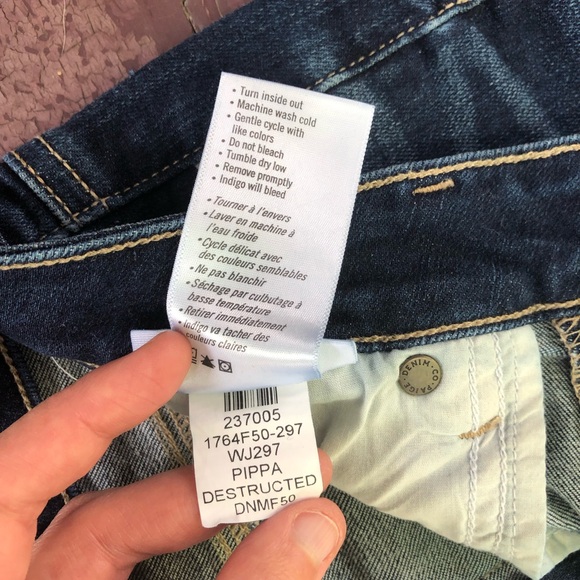 • Turn inside out
• Machine wash cold
• Gentle cycle with
like colors
• Do not bleach
• Tumble dry low
• Remove promptly
• Indigo will bleed
• Tourner à l'envers
• Laver en machine à
l'eau froide
• Cycle délicat avec
des couleurs semblables
• Ne pas blanchir
• Séchage par culbutage à
basse température
• Retirer immédiatement
• Indigo va tacher des
couleurs claires
PAIGE DENIM·CO
237005
1764F50-297
WJ297
PIPPA
DESTRUCTED
DNMF50